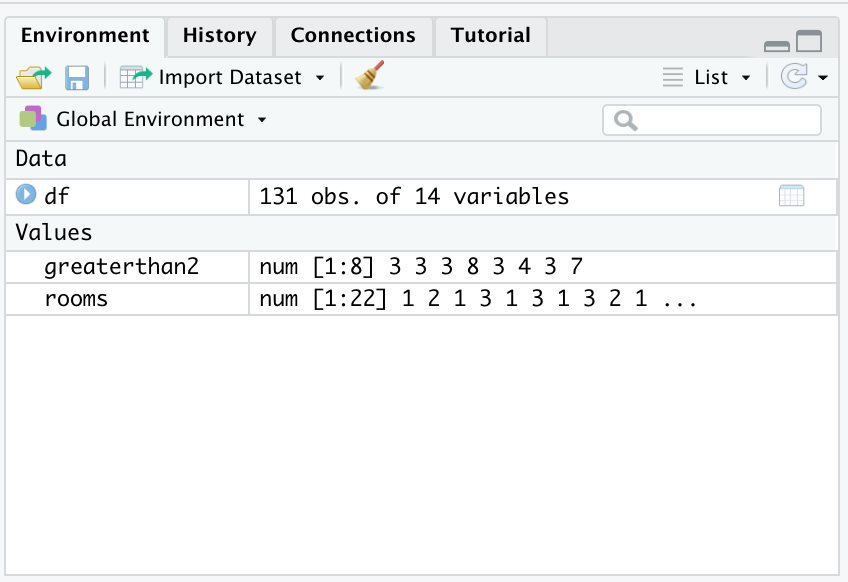 Environment History Connections Tutorial
Import Dataset List
Global Environment
Data
df 131 obs. of 14 variables
Values
greaterthan2 num [1:8] 3 3 3 8 3 4 3 7
rooms num [1:22] 1 2 1 3 1 3 1 3 2 1 ...